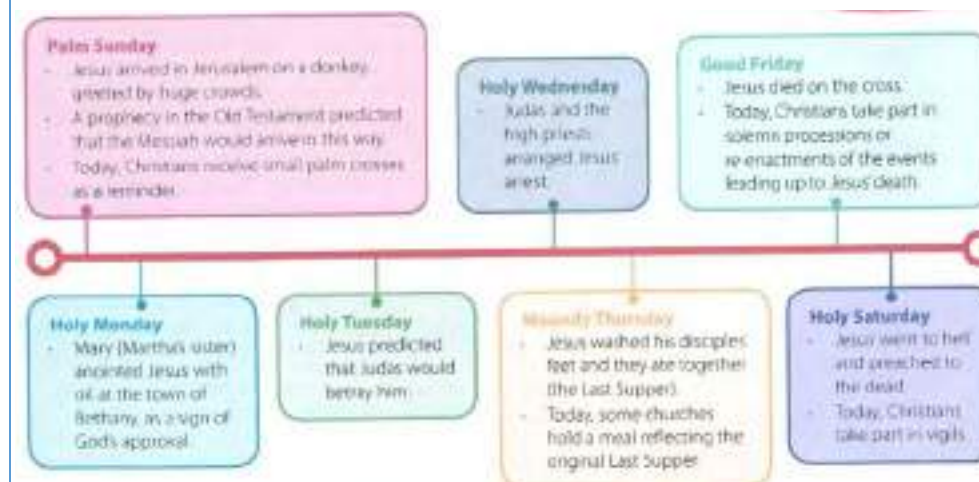 Palm Sunday
- Jesus arrived in Jerusalem on a donkey,
greeted by huge crowds.
- A prophecy in the Old Testament predicted
that the Messiah would arrive in this way.
- Today, Christians receive small palm crosses
as a reminder.
Holy Monday
- Mary (Martha's sister)
anointed Jesus with
oil at the town of
Bethany, as a sign of
God's approval.
Holy Tuesday
- Jesus predicted
that Judas would
betray him.
Holy Wednesday
- Judas and the
high priests
arranged Jesus'
arrest.
Maundy Thursday
- Jesus washed his disciples'
feet and they ate together
(the Last Supper).
- Today, some churches
hold a meal reflecting the
original Last Supper.
Good Friday
- Jesus died on the cross.
- Today, Christians take part in
solemn processions or
re-enactments of the events
leading up to Jesus' death.
Holy Saturday
- Jesus went to hell
and preached to
the dead.
- Today, Christians
take part in vigils.